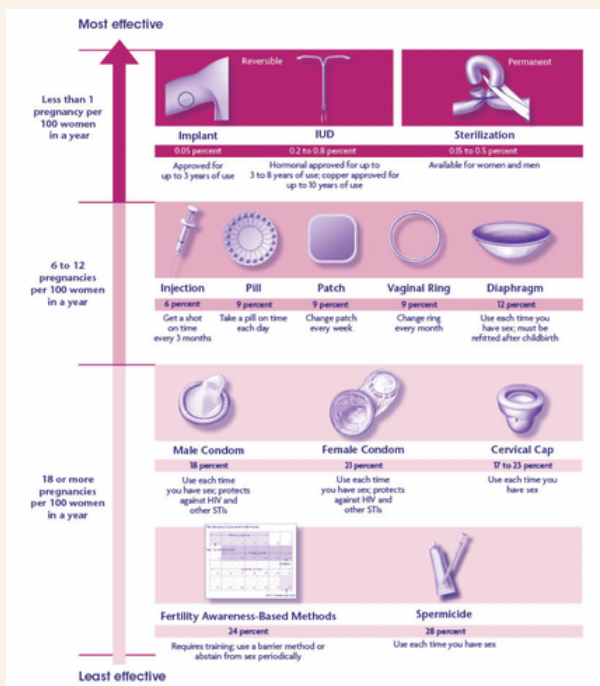 Most effective
Less than 1
pregnancy per
100 women
in a year
Reversible
Permanent
Implant
IUD
Sterilization
0.05 percent
0.2 to 0.8 percent
0.15 to 0.5 percent
Approved for
up to 3 years of use
Hormonal approved for up to
3 to 8 years of use; copper approved for
up to 10 years of use
Available for women and men
6 to 12
pregnancies
per 100 women
in a year
Injection
Pill
Patch
Vaginal Ring
Diaphragm
6 percent
9 percent
9 percent
9 percent
12 percent
Get a shot
on time
every 3 months
Take a pill on time
each day
Change patch
every week
Change ring
every month
Use each time you
have sex; must be
refitted after childbirth
18 or more
pregnancies
per 100 women
in a year
Male Condom
Female Condom
Cervical Cap
18 percent
21 percent
17 to 23 percent
Use each time
you have sex; protects
against HIV and
other STIs
Use each time
you have sex; protects
against HIV and
other STIs
Use each time you
have sex
Fertility Awareness-Based Methods
Spermicide
24 percent
28 percent
Requires training; use a barrier method or
abstain from sex periodically
Use each time you have sex
Least effective